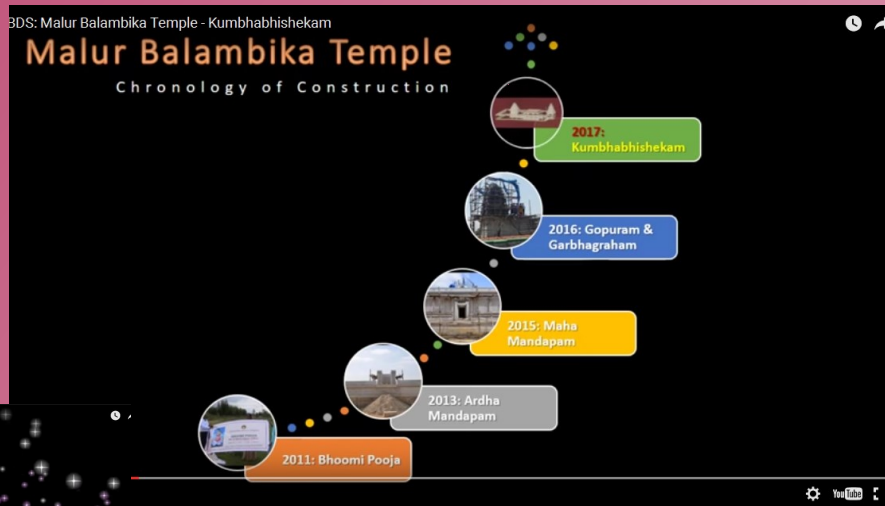 BDS: Malur Balambika Temple - Kumbhabhishekam
Malur Balambika Temple
Chronology of Construction
2017:
Kumbhabhishekam
2016: Gopuram &
Garbhagraham
2015: Maha
Mandapam
2013: Ardha
Mandapam
2011: Bhoomi Pooja
YouTube